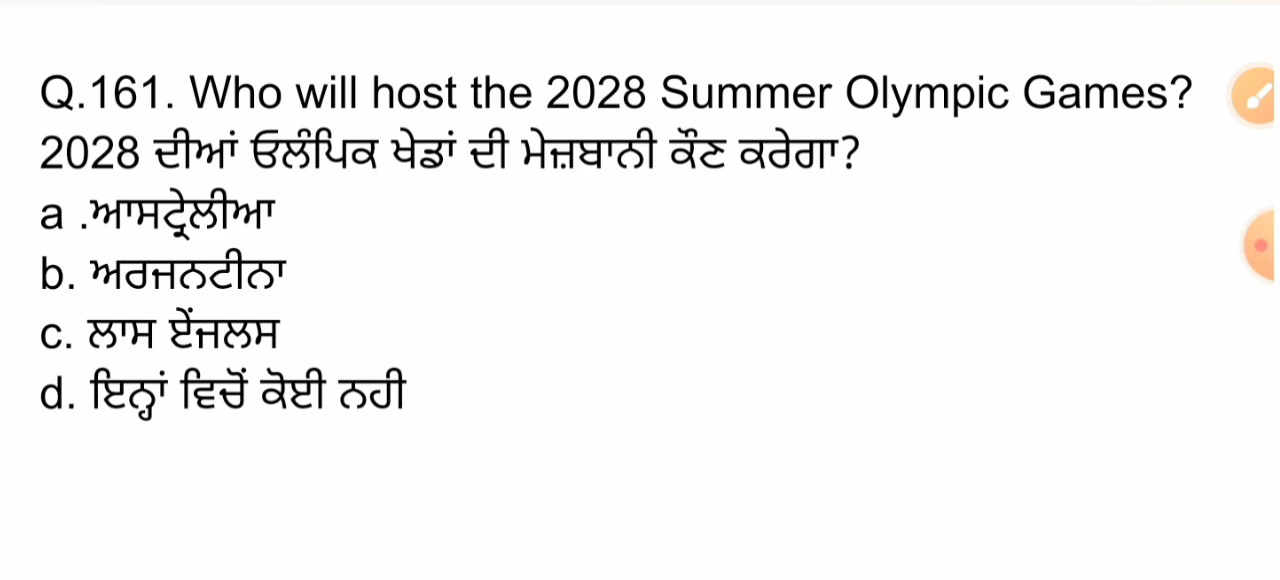 Q.161. Who will host the 2028 Summer Olympic Games?
2028 ਦੀਆਂ ਓਲੰਪਿਕ ਖੇਡਾਂ ਦੀ ਮੇਜ਼ਬਾਨੀ ਕੌਣ ਕਰੇਗਾ?
a .ਆਸਟ੍ਰੇਲੀਆ
b. ਅਰਜਨਟੀਨਾ
c. ਲਾਸ ਏਂਜਲਸ
d. ਇਨ੍ਹਾਂ ਵਿਚੋਂ ਕੋਈ ਨਹੀ